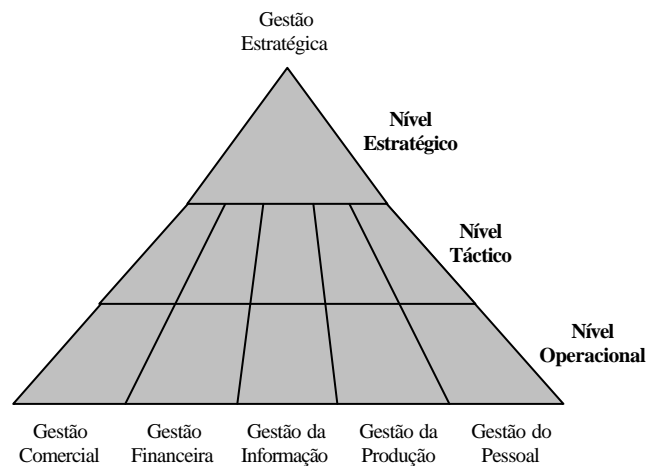 Gestão
Estratégica
Nível
Estratégico
Nível
Táctico
Nível
Operacional
Gestão
Comercial
Gestão
Financeira
Gestão da
Informação
Gestão da
Produção
Gestão do
Pessoal